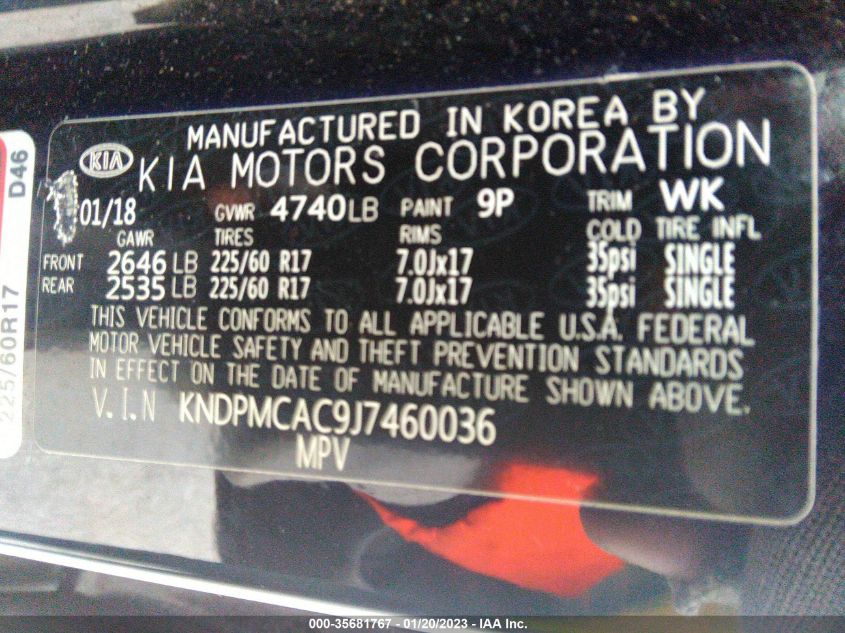 MANUFACTURED IN KOREA BY
KIA KIA MOTORS CORPORATION
01/18 GVWR 4740LB PAINT 9P TRIM WK
GAWR TIRES RIMS COLD TIRE INFL
FRONT 2646 LB 225/60 R17 7.0Jx17 35psi SINGLE
REAR 2535 LB 225/60 R17 7.0Jx17 35psi SINGLE
THIS VEHICLE CONFORMS TO ALL APPLICABLE U.S.A. FEDERAL
MOTOR VEHICLE SAFETY AND THEFT PREVENTION STANDARDS
IN EFFECT ON THE DATE OF MANUFACTURE SHOWN ABOVE.
V.I.N KNDPMCAC9J7460036
MPV
D46
225/60R17
000-35681767 - 01/20/2023 - IAA Inc.